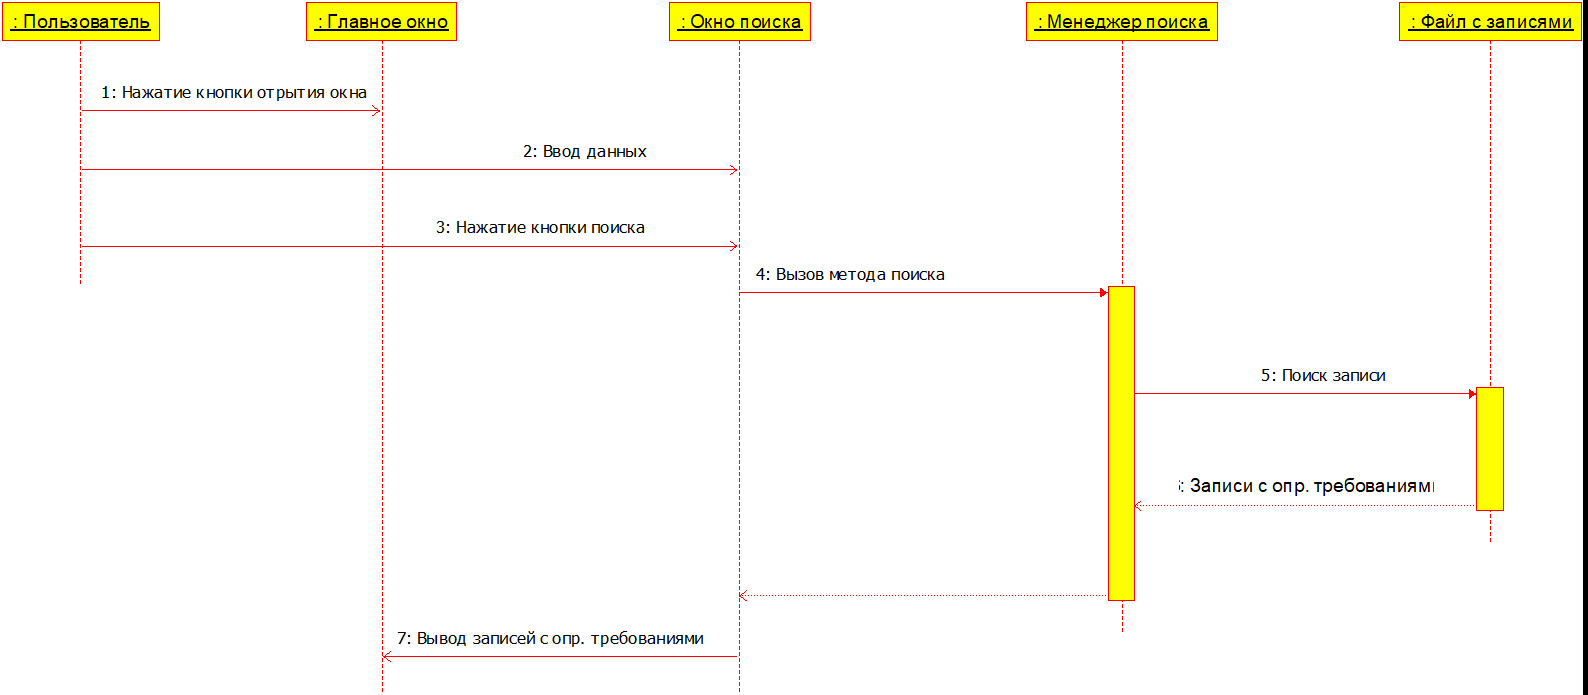 : Пользователь
: Главное окно
: Окно поиска
: Менеджер поиска
: Файл с записями
1: Нажатие кнопки отрытия окна
2: Ввод данных
3: Нажатие кнопки поиска
4: Вызов метода поиска
5: Поиск записи
: Записи с опр. требованиями
7: Вывод записей с опр. требованиями